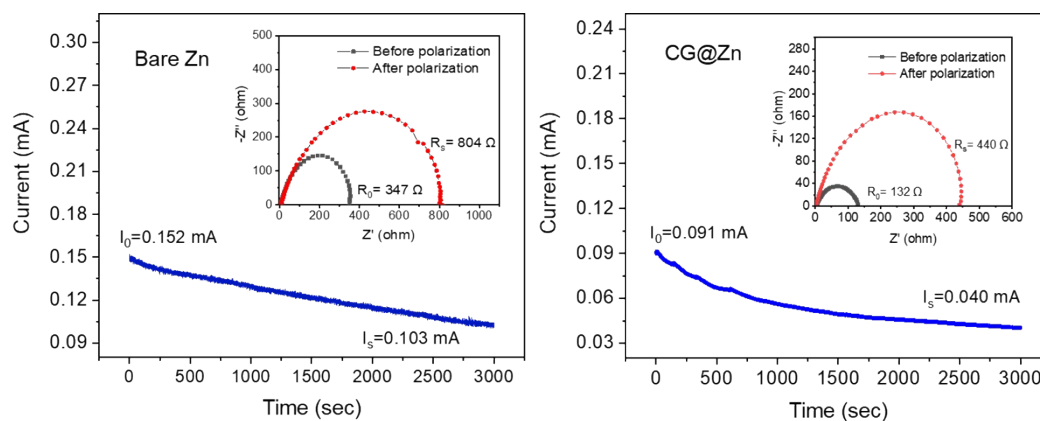 Bare Zn
Current (mA)
0.30
0.27
0.24
0.21
0.18
0.15
0.12
0.09
I₀=0.152 mA
Iₛ=0.103 mA
0 500 1000 1500 2000 2500 3000
Time (sec)
-Z'' (ohm)
500
400
300
200
100
0
Before polarization
After polarization
Rₛ= 804 Ω
R₀= 347 Ω
0 200 400 600 800 1000
Z' (ohm)
CG@Zn
Current (mA)
0.24
0.21
0.18
0.15
0.12
0.09
0.06
0.03
I₀=0.091 mA
Iₛ=0.040 mA
0 500 1000 1500 2000 2500 3000
Time (sec)
-Z'' (ohm)
280
240
200
160
120
80
40
0
Before polarization
After polarization
Rₛ= 440 Ω
R₀= 132 Ω
0 100 200 300 400 500 600
Z' (ohm)